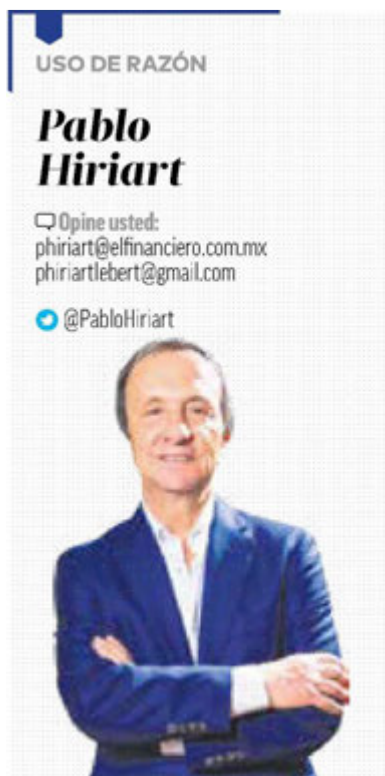 USO DE RAZÓN
Pablo
Hiriart
Opine usted:
phiriart@elfinanciero.com.mx
phiriartlebert@gmail.com
@PabloHiriart